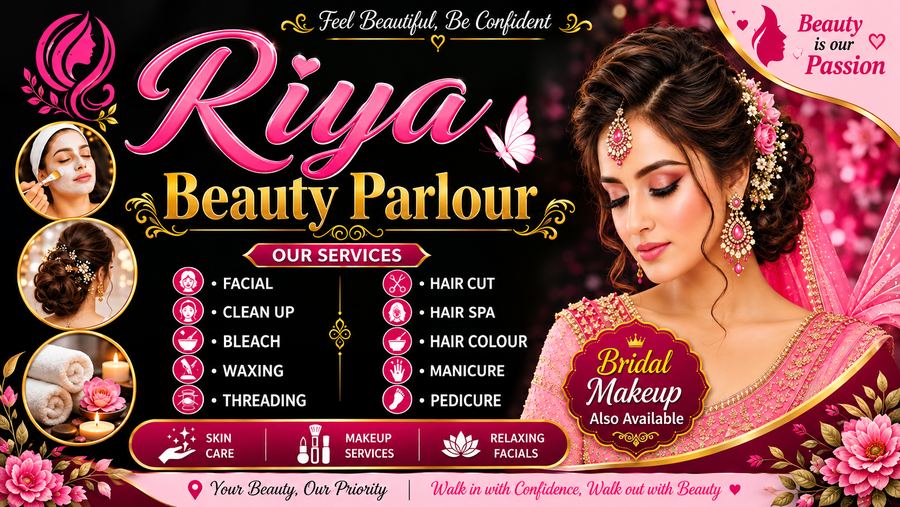 Feel Beautiful, Be Confident
Beauty
is our
Passion
Riya
Beauty Parlour
OUR SERVICES
• FACIAL
• CLEAN UP
• BLEACH
• WAXING
• THREADING
• HAIR CUT
• HAIR SPA
• HAIR COLOUR
• MANICURE
• PEDICURE
Bridal
Makeup
Also Available
SKIN
CARE
MAKEUP
SERVICES
RELAXING
FACIALS
Your Beauty, Our Priority
Walk in with Confidence, Walk out with Beauty